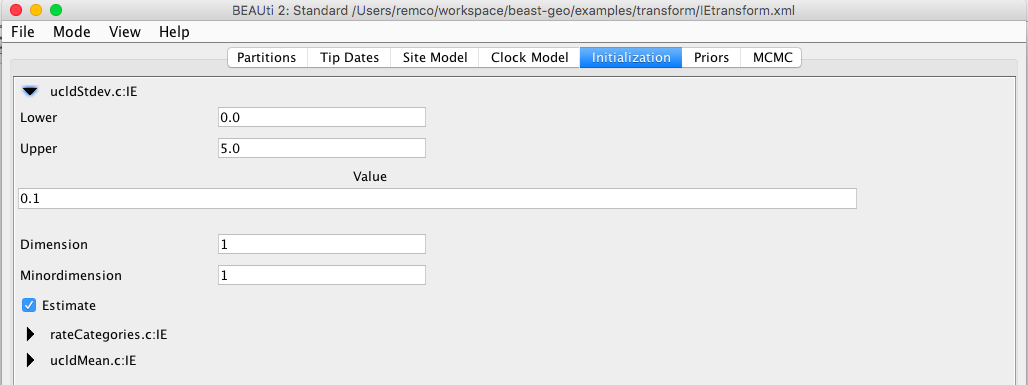 BEAUti 2: Standard /Users/remco/workspace/beast-geo/examples/transform/IEtransform.xml
File Mode View Help
Partitions Tip Dates Site Model Clock Model Initialization Priors MCMC
ucldStdev.c:IE
Lower 0.0
Upper 5.0
Value
0.1
Dimension 1
Minordimension 1
Estimate
rateCategories.c:IE
ucldMean.c:IE